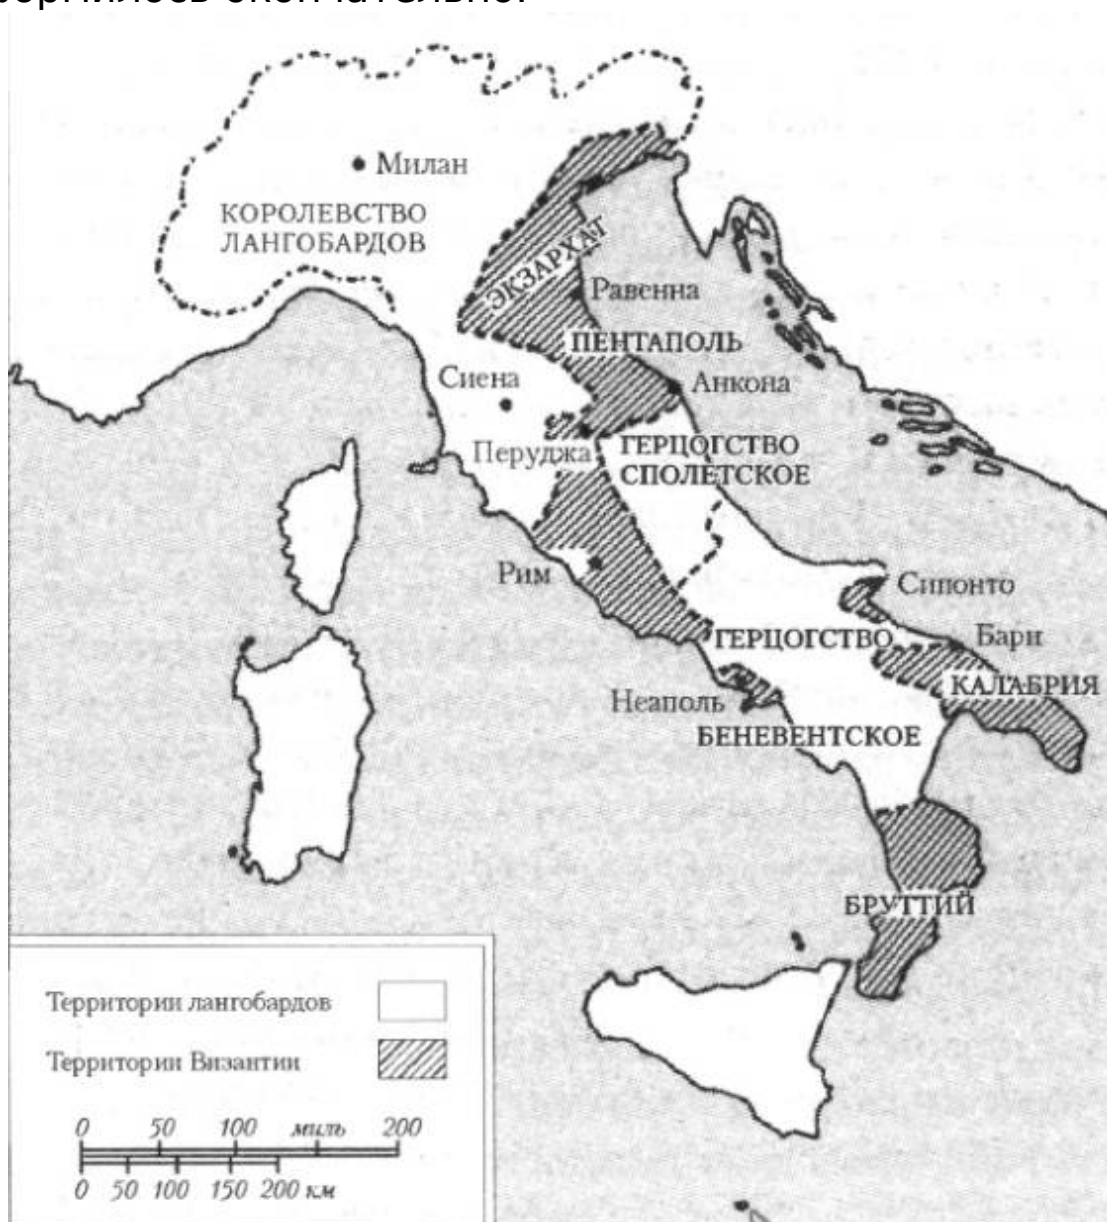 окончательно.
Милан
КОРОЛЕВСТВО
ЛАНГОБАРДОВ
ЭКЗАРХАТ
Равенна
ПЕНТАПОЛЬ
Сиена
Анкона
Перуджа
ГЕРЦОГСТВО
СПОЛЕТСКОЕ
Рим
Сипонто
ГЕРЦОГСТВО
Бари
КАЛАБРИЯ
Неаполь
БЕНЕВЕНТСКОЕ
БРУТТИЙ
Территории лангобардов
Территории Византии
0 50 100 миль 200
0 50 100 150 200 км